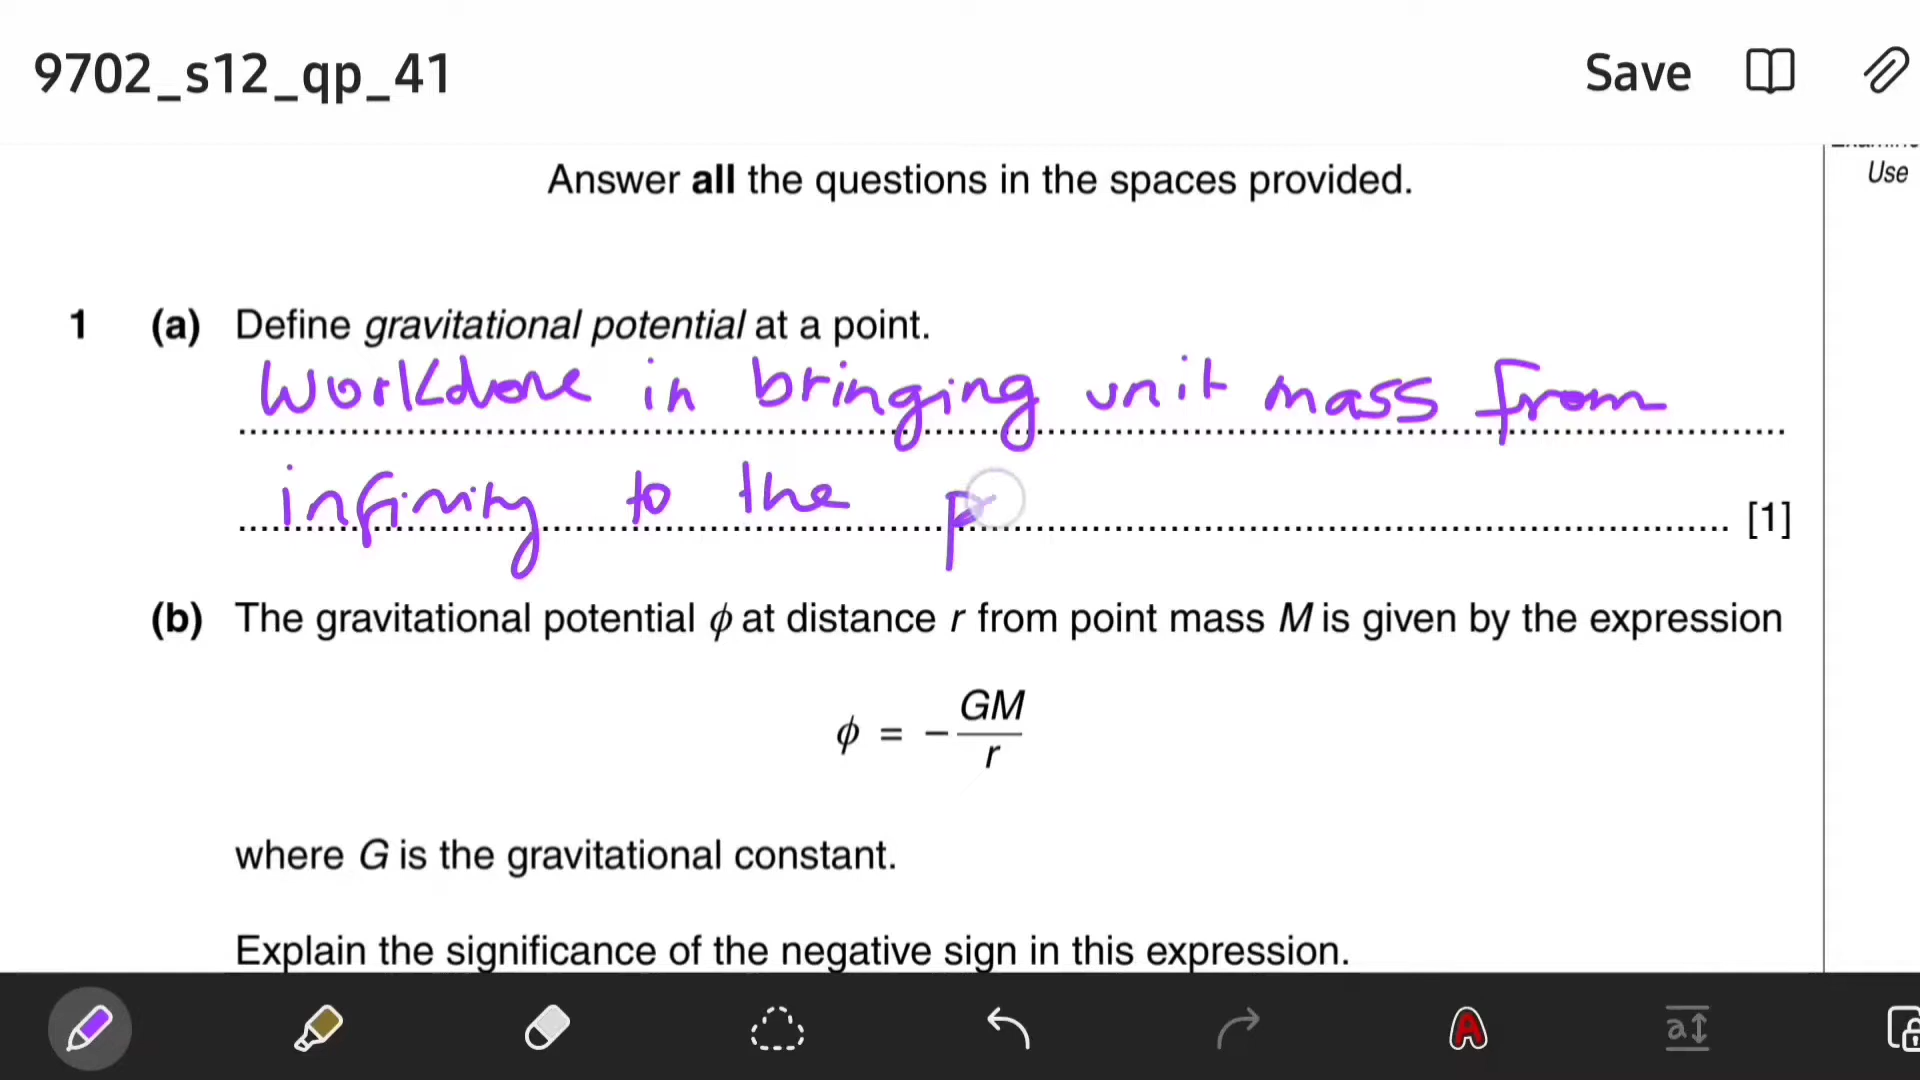 9702_s12_qp_41 Save
Answer all the questions in the spaces provided.
Use
1 (a) Define gravitational potential at a point.
Workdone in bringing unit mass from
infinity to the p
[1]
(b) The gravitational potential ϕ at distance r from point mass M is given by the expression
ϕ = − GM / r
where G is the gravitational constant.
Explain the significance of the negative sign in this expression.